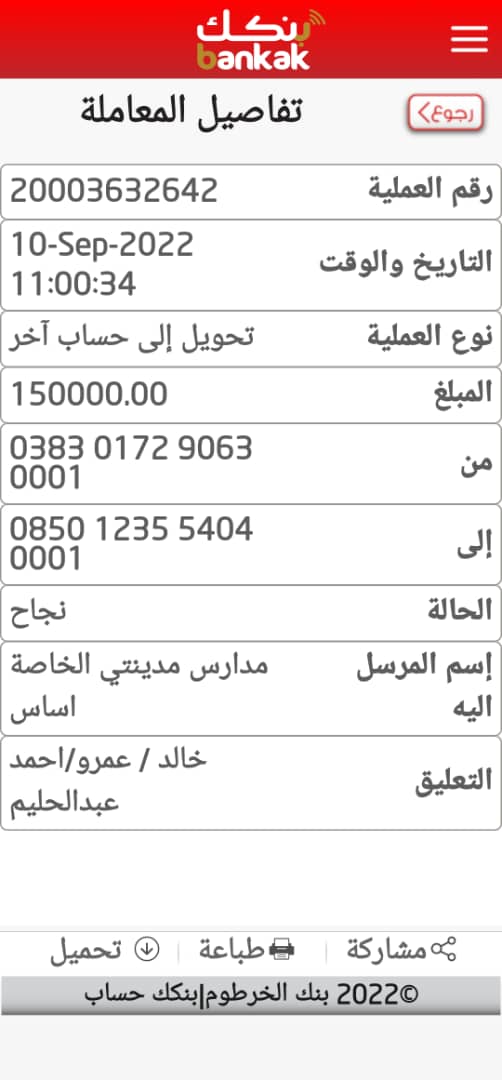 بنكك
bankak
رجوع
تفاصيل المعاملة
رقم العملية 20003632642
التاريخ والوقت 10-Sep-2022
11:00:34
نوع العملية تحويل إلى حساب آخر
المبلغ 150000.00
من 0383 0172 9063
0001
إلى 0850 1235 5404
0001
الحالة نجاح
إسم المرسل مدارس مدينتي الخاصة
اليه اساس
التعليق خالد / عمرو/احمد
عبدالحليم
مشاركة طباعة تحميل
©2022 بنك الخرطوم|بنكك حساب